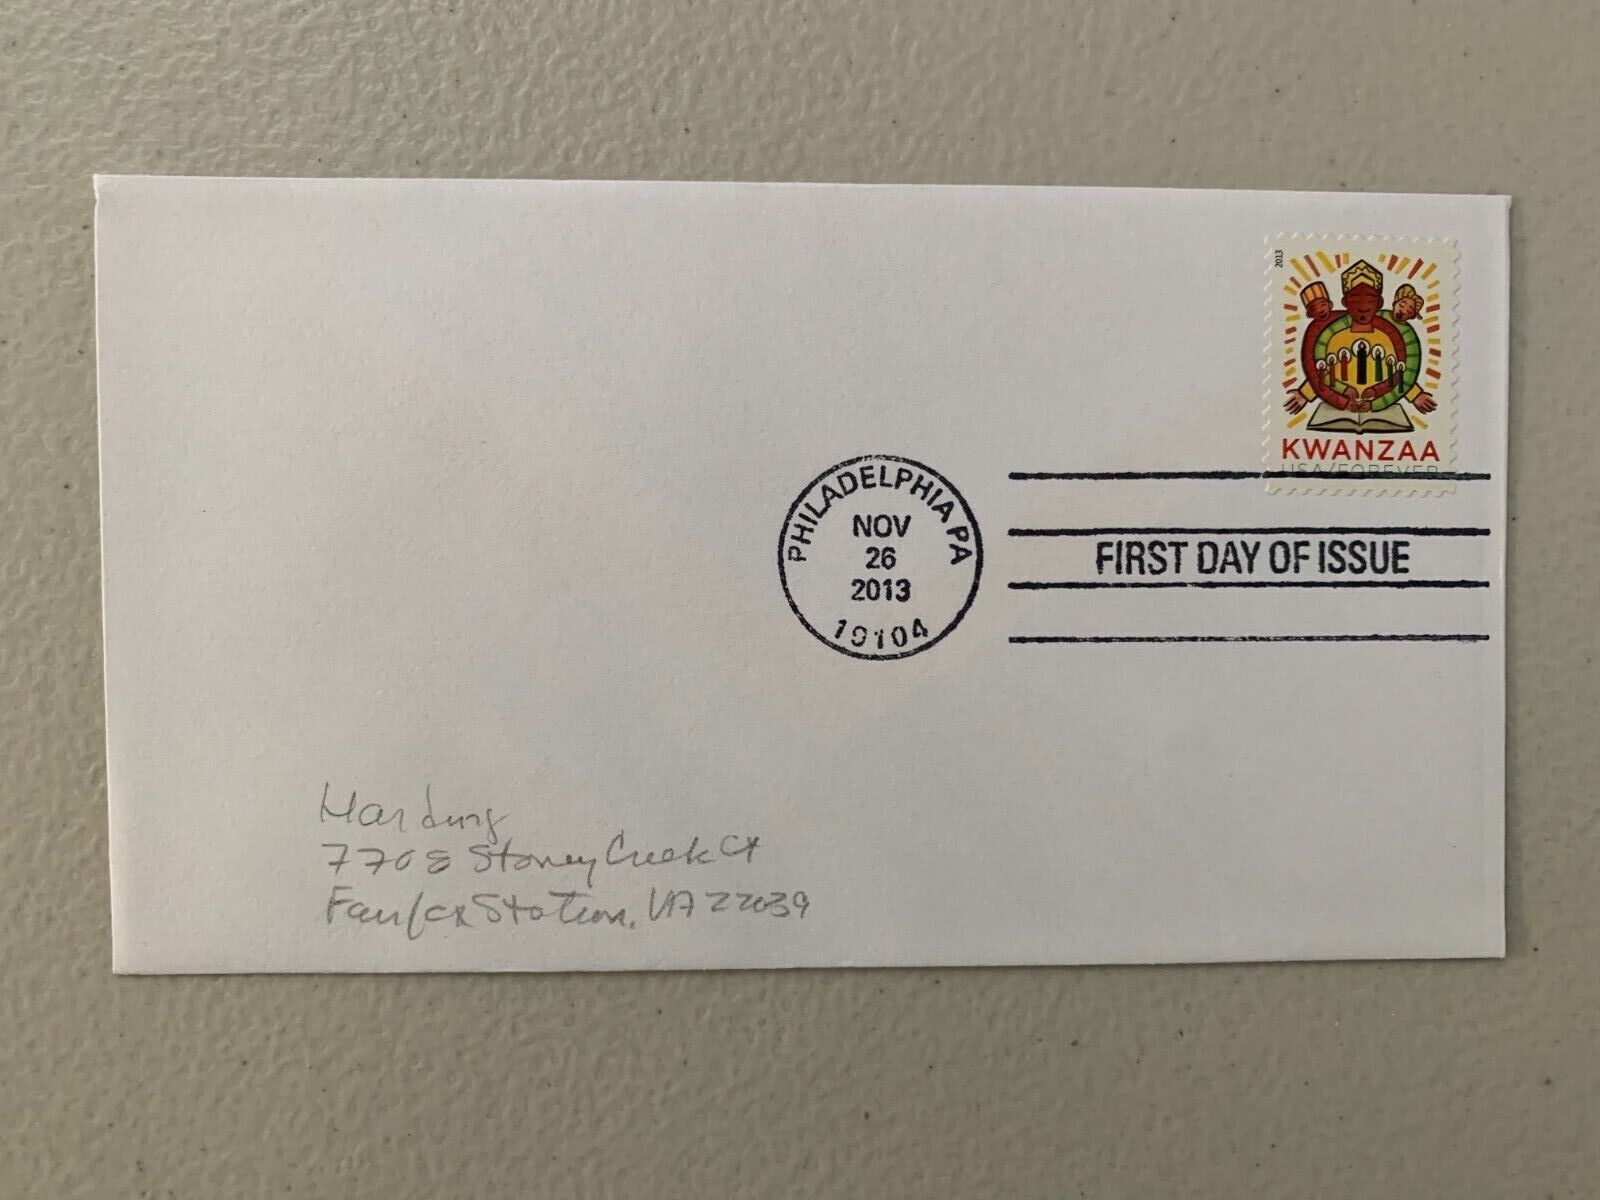 2013
KWANZAA
USA/FOREVER
PHILADELPHIA PA
NOV
26
2013
19104
FIRST DAY OF ISSUE
Harding
7708 Stoney Creek Ct
Fairfax Station, VA 22039